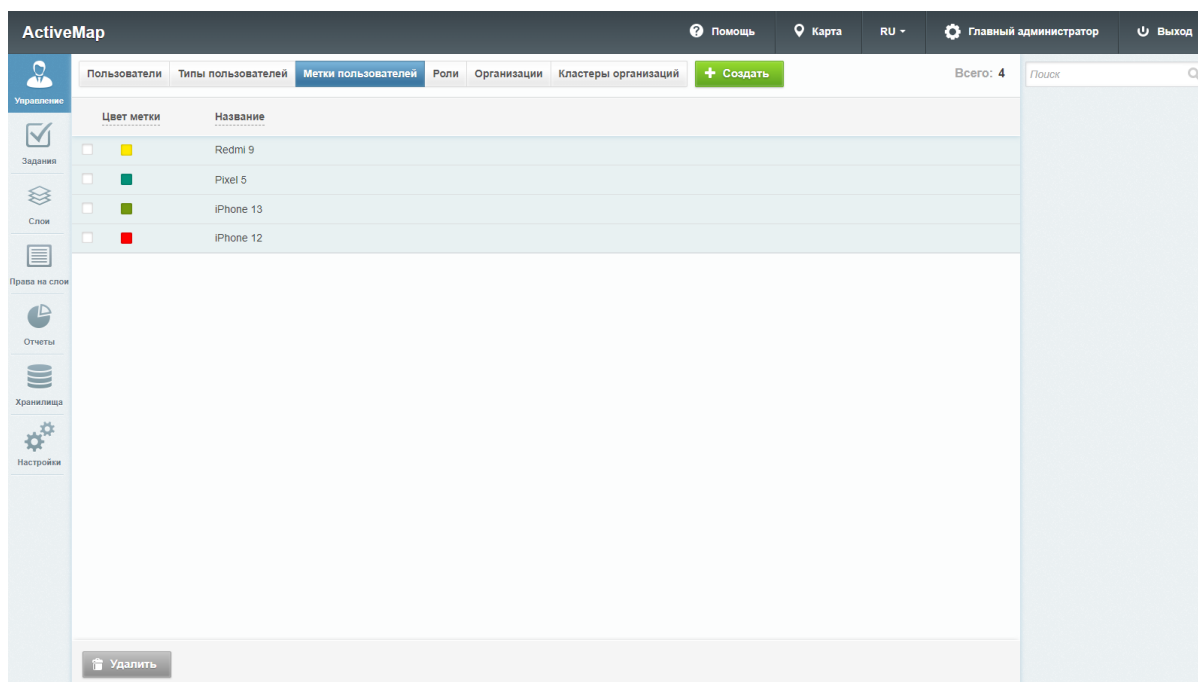 ActiveMap
Помощь Карта RU Главный администратор Выход
Управление
Задания
Слои
Права на слои
Отчеты
Хранилища
Настройки
Пользователи Типы пользователей Метки пользователей Роли Организации Кластеры организаций Создать Всего: 4 Поиск
Цвет метки Название
Redmi 9
Pixel 5
iPhone 13
iPhone 12
Удалить